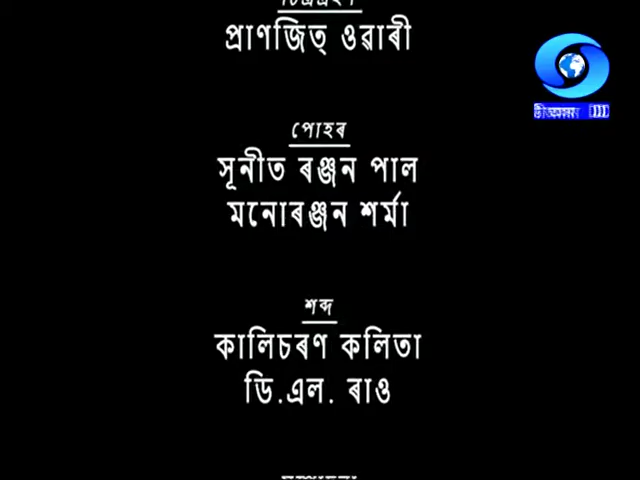 প্ৰাণজিত্ ওৱাৰী
পোহৰ
সূনীত ৰঞ্জন পাল
মনোৰঞ্জন শৰ্মা
শব্দ
কালিচৰণ কলিতা
ডি.এল. ৰাও